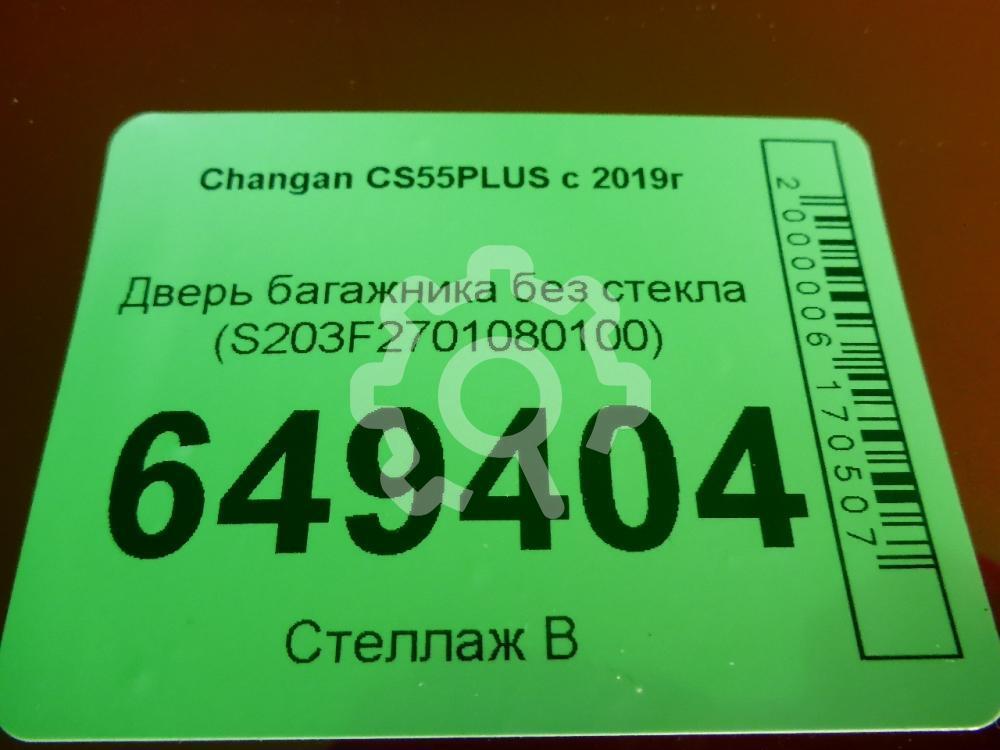 Changan CS55PLUS с 2019г
Дверь багажника без стекла
(S203F2701080100)
649404
Стеллаж В
2000006170507